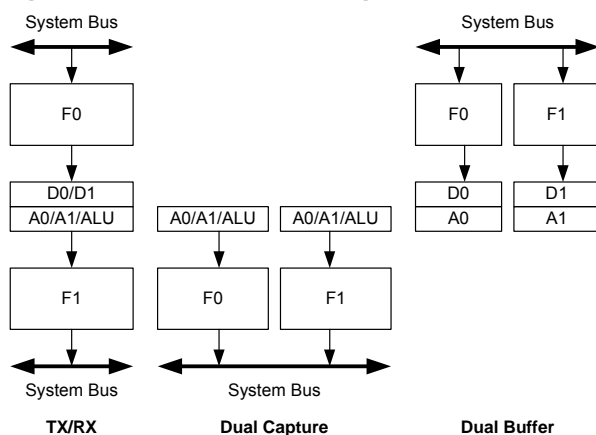 System Bus
F0
D0/D1
A0/A1/ALU
F1
System Bus
TX/RX
A0/A1/ALU
A0/A1/ALU
F0
F1
System Bus
Dual Capture
System Bus
F0
F1
D0
D1
A0
A1
Dual Buffer